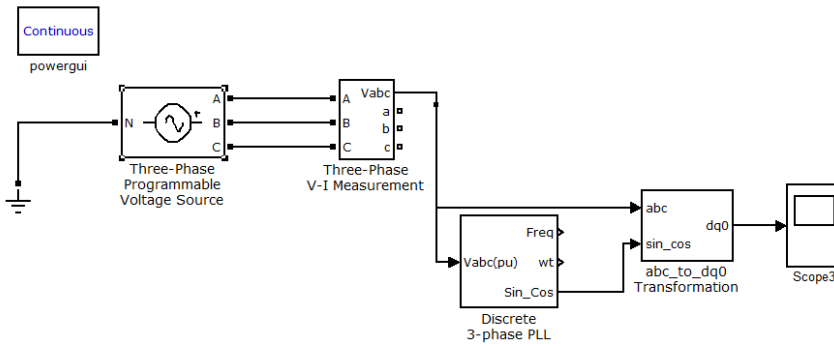 Continuous
powergui
N
A
B
C
Three-Phase
Programmable
Voltage Source
A
B
C
Vabc
a
b
c
Three-Phase
V-I Measurement
Vabc(pu)
Freq
wt
Sin_Cos
Discrete
3-phase PLL
abc
sin_cos
dq0
abc_to_dq0
Transformation
Scope3